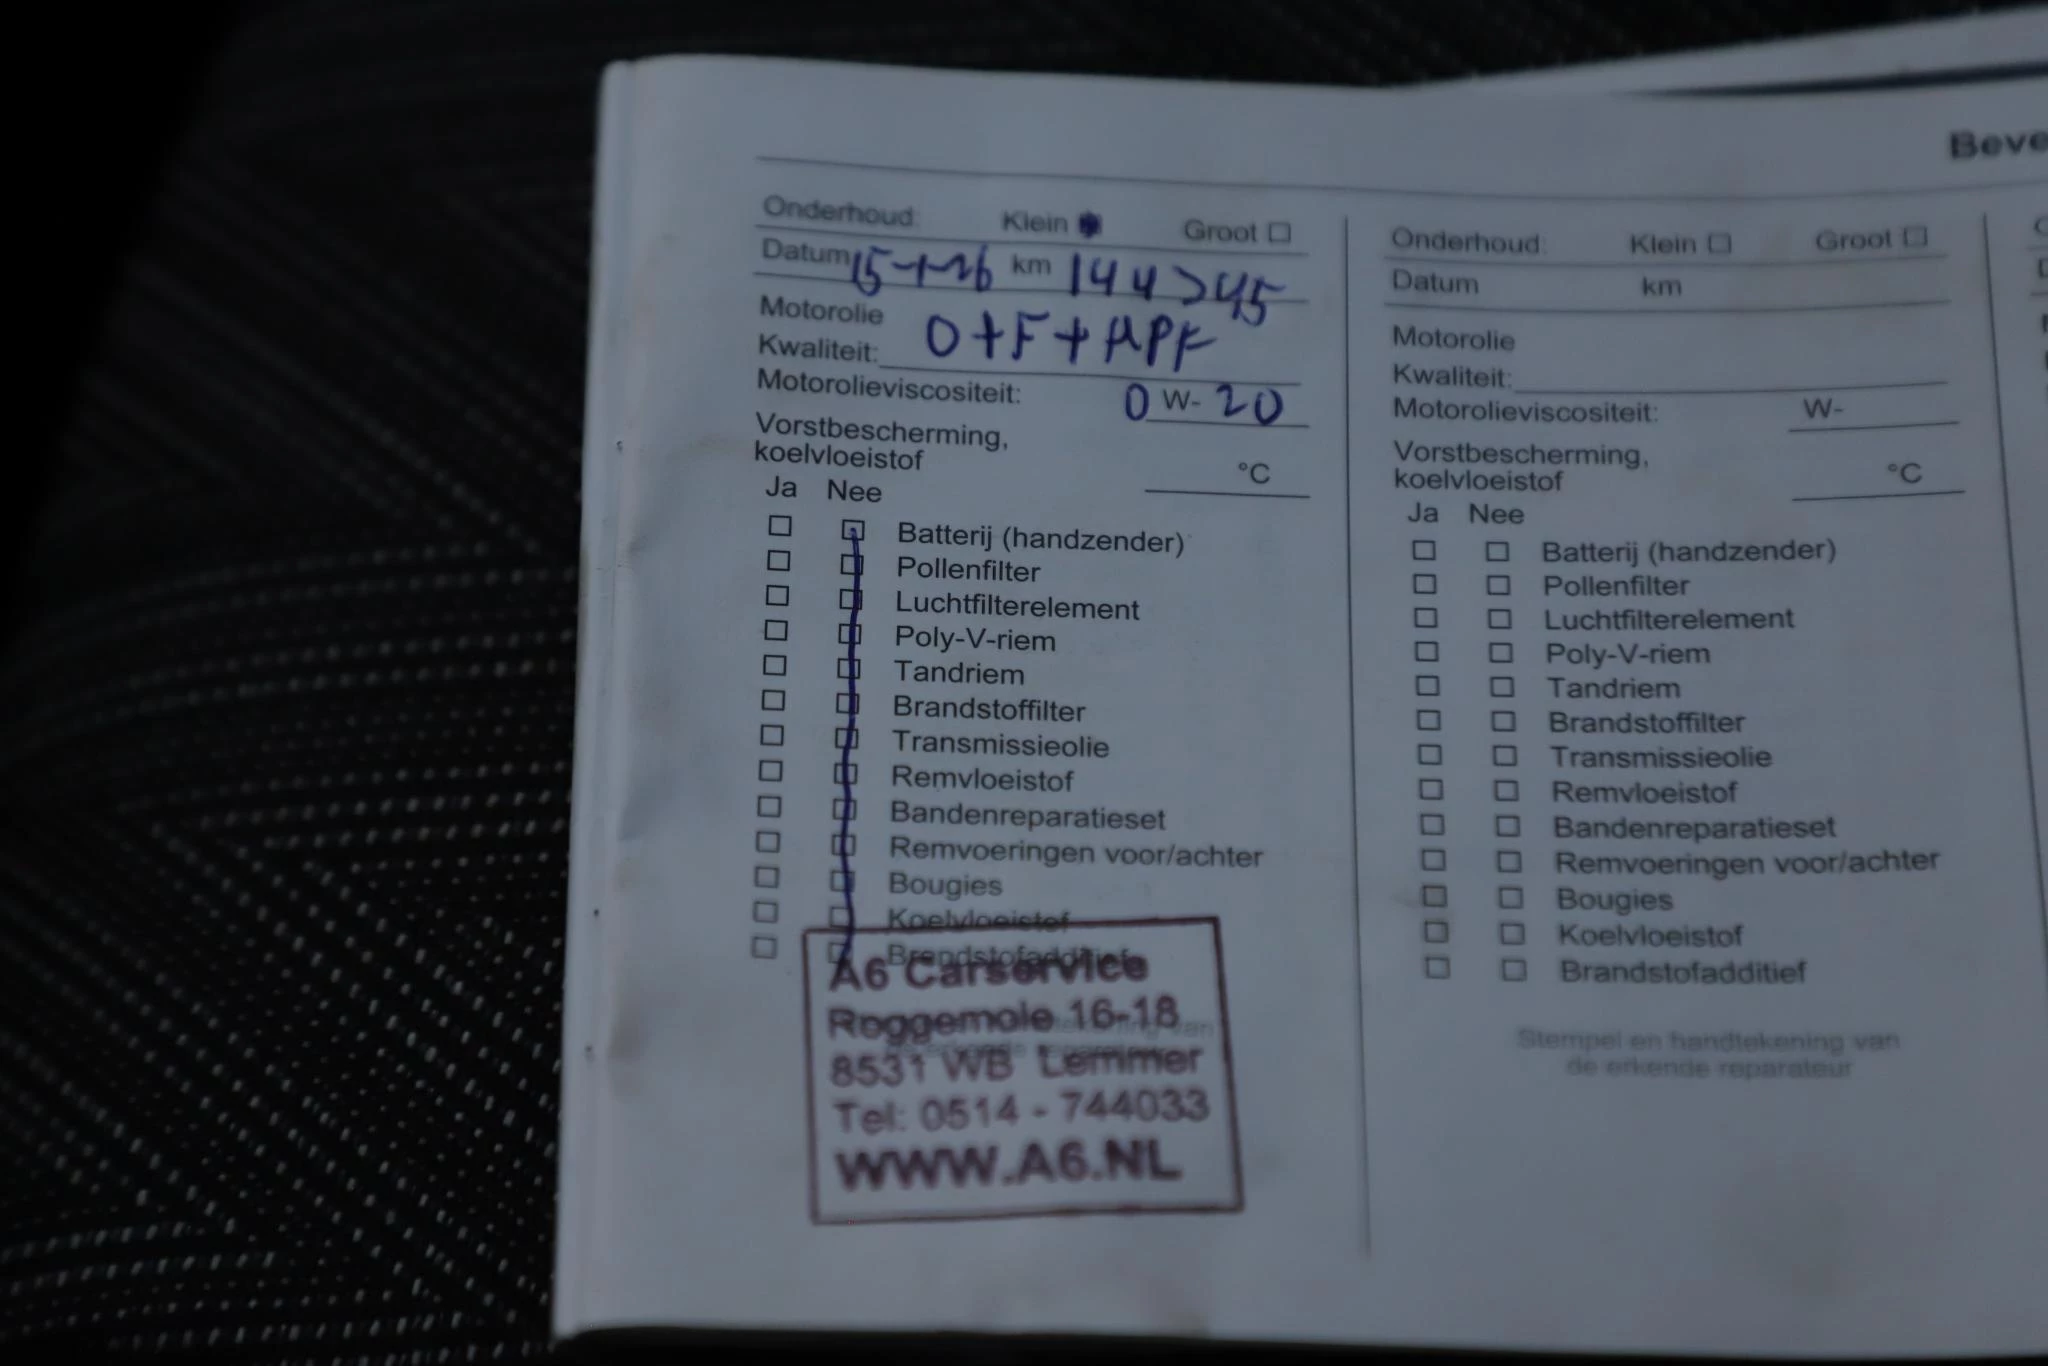 Beve
Onderhoud: Klein Groot
Datum 15-1-26 km 144745
Motorolie
Kwaliteit: O+F+APK
Motorolieviscositeit: 0 W- 20
Vorstbescherming,
koelvloeistof °C
Ja Nee
Batterij (handzender)
Pollenfilter
Luchtfilterelement
Poly-V-riem
Tandriem
Brandstoffilter
Transmissieolie
Remvloeistof
Bandenreparatieset
Remvoeringen voor/achter
Bougies
Koelvloeistof
Brandstofadditief
A6 Carservice
Roggemole 16-18
8531 WB Lemmer
Tel: 0514 - 744033
WWW.A6.NL
Onderhoud: Klein Groot
Datum km
Motorolie
Kwaliteit:
Motorolieviscositeit: W-
Vorstbescherming,
koelvloeistof °C
Ja Nee
Batterij (handzender)
Pollenfilter
Luchtfilterelement
Poly-V-riem
Tandriem
Brandstoffilter
Transmissieolie
Remvloeistof
Bandenreparatieset
Remvoeringen voor/achter
Bougies
Koelvloeistof
Brandstofadditief
Stempel en handtekening van
de erkende reparateur